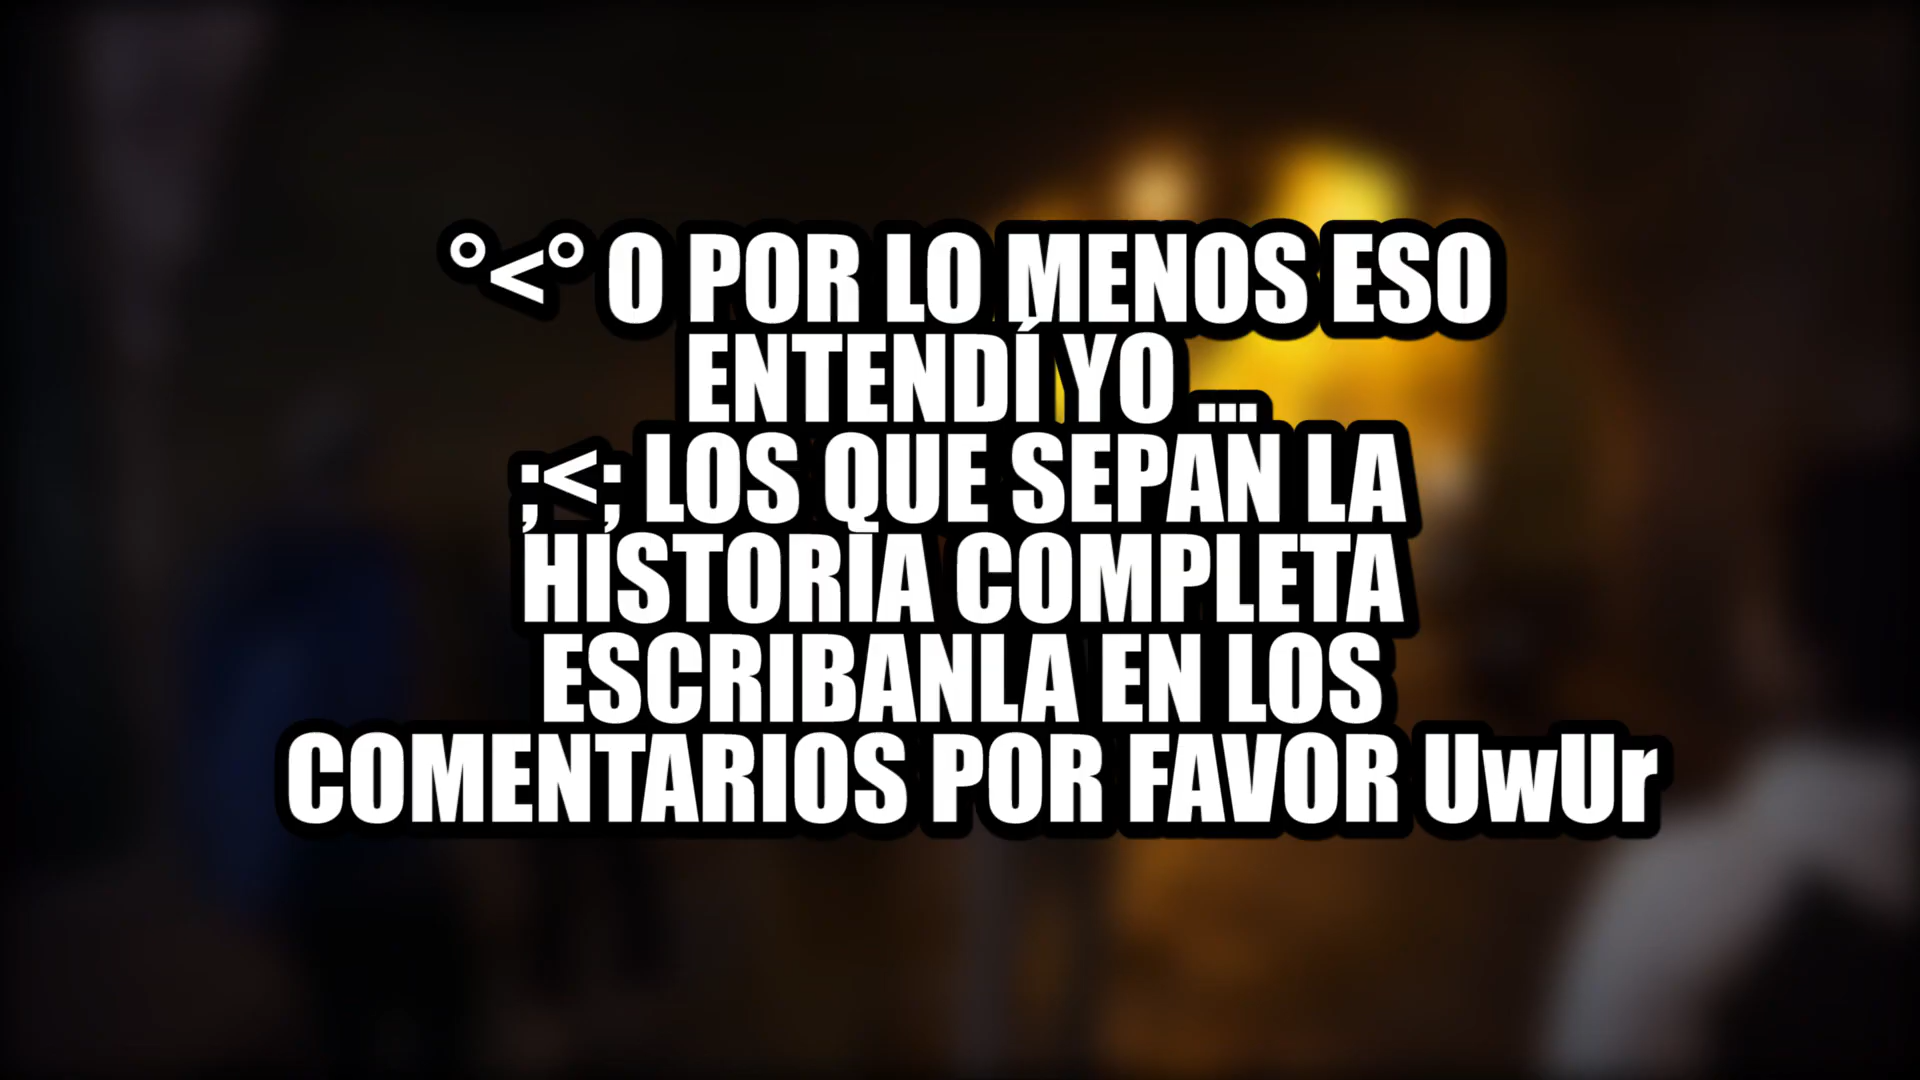 °<° O POR LO MENOS ESO
ENTENDÍ YO ...
;<; LOS QUE SEPAN LA
HISTORIA COMPLETA
ESCRIBANLA EN LOS
COMENTARIOS POR FAVOR UwUr